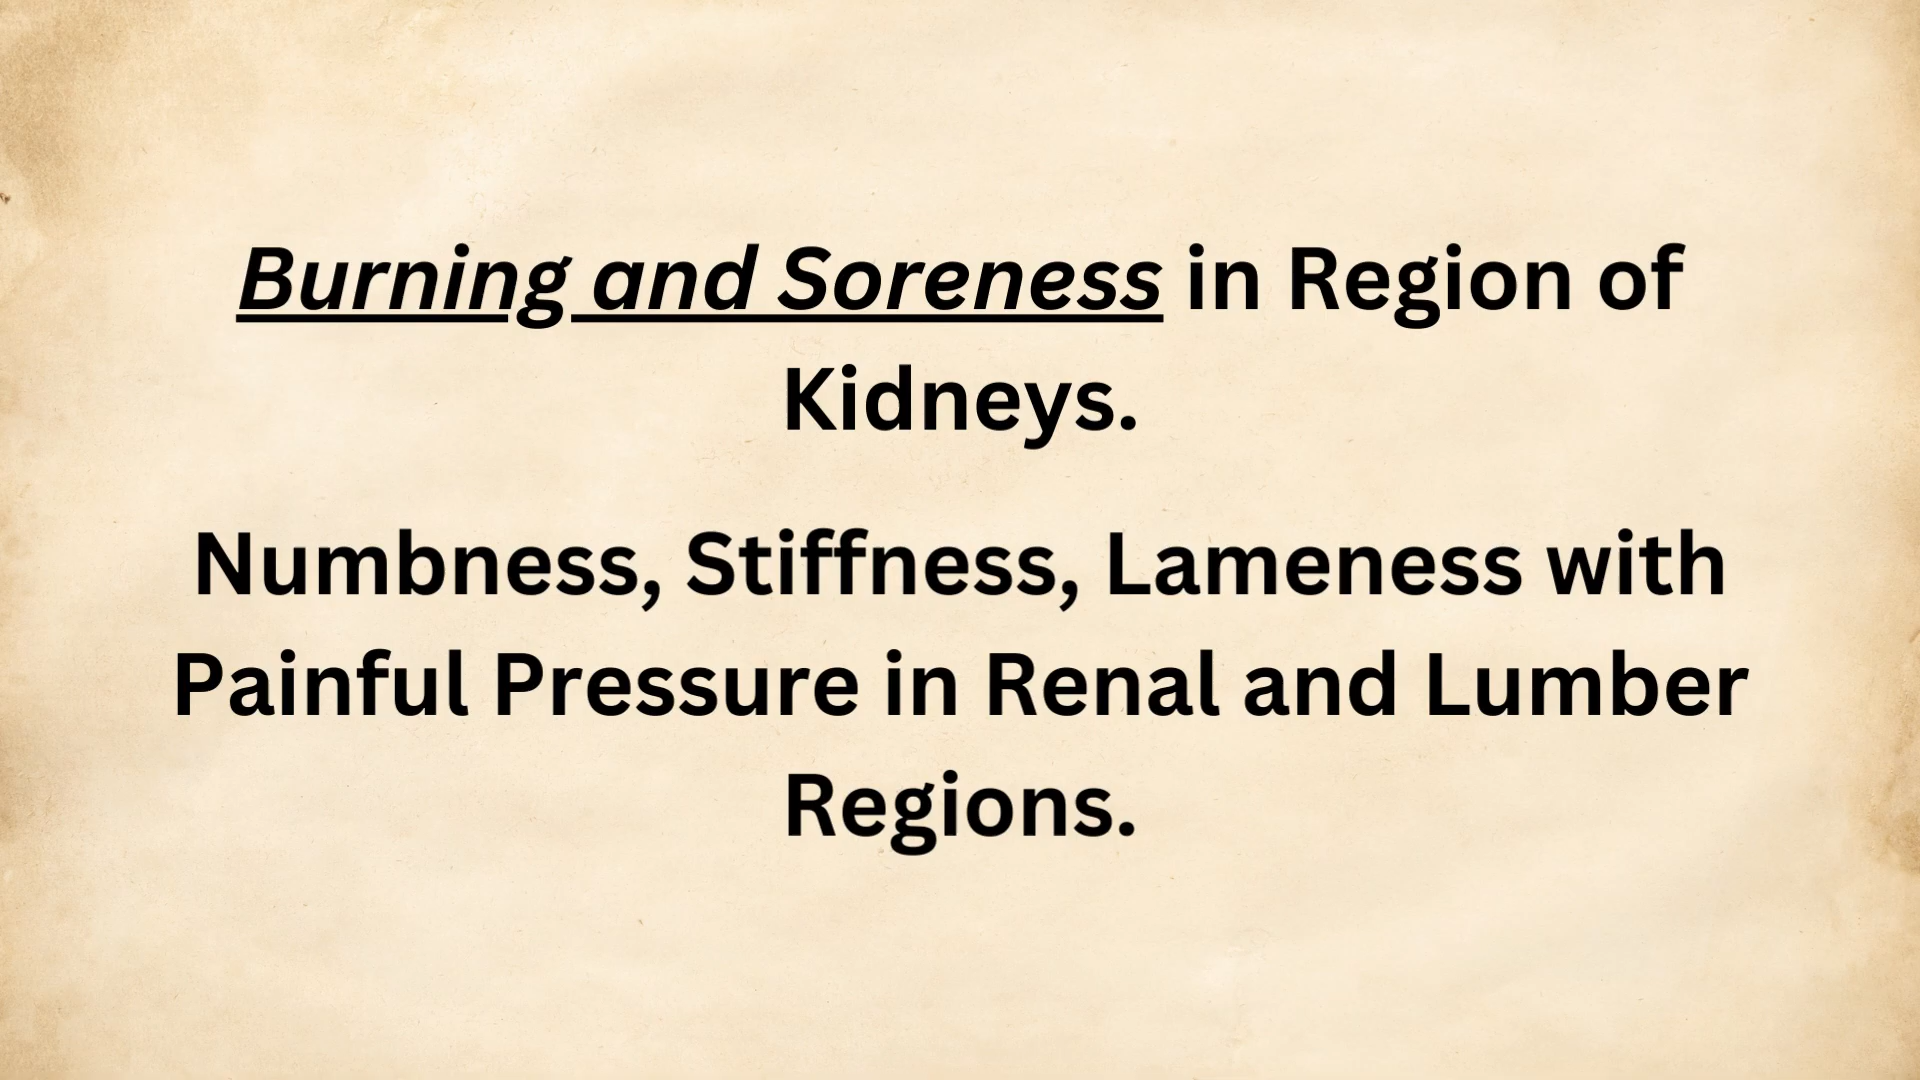 Burning and Soreness in Region of
Kidneys.
Numbness, Stiffness, Lameness with
Painful Pressure in Renal and Lumber
Regions.